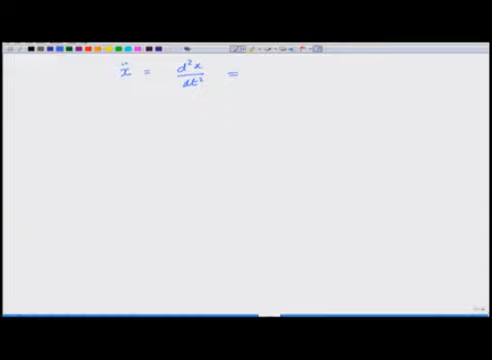 ẍ = d²x/dt² =